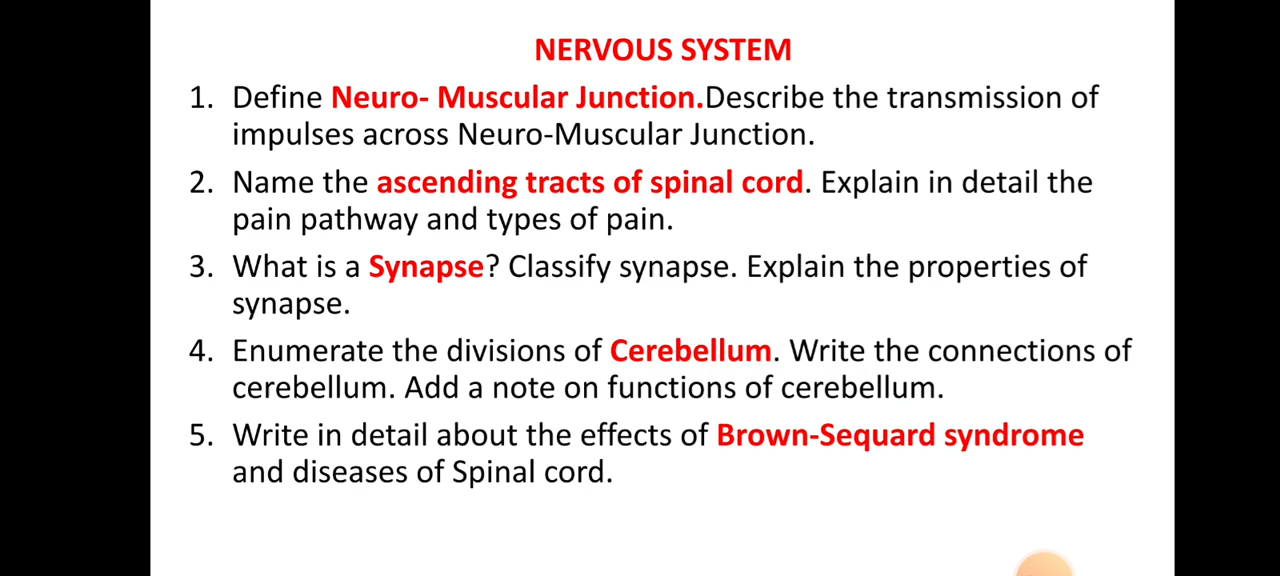 NERVOUS SYSTEM
1. Define Neuro- Muscular Junction.Describe the transmission of
impulses across Neuro-Muscular Junction.
2. Name the ascending tracts of spinal cord. Explain in detail the
pain pathway and types of pain.
3. What is a Synapse? Classify synapse. Explain the properties of
synapse.
4. Enumerate the divisions of Cerebellum. Write the connections of
cerebellum. Add a note on functions of cerebellum.
5. Write in detail about the effects of Brown-Sequard syndrome
and diseases of Spinal cord.